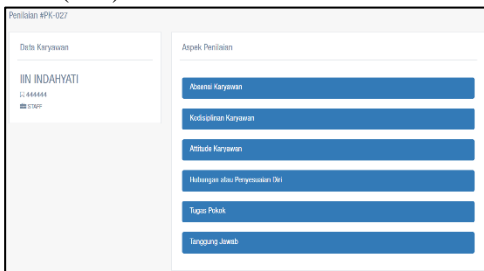 Penilaian #PK-027
Data Karyawan
IIN INDAHYATI
444444
STAFF
Aspek Penilaian
Absensi Karyawan
Kedisiplinan Karyawan
Attitude Karyawan
Hubungan atau Penyesuaian Diri
Tugas Pokok
Tanggung Jawab